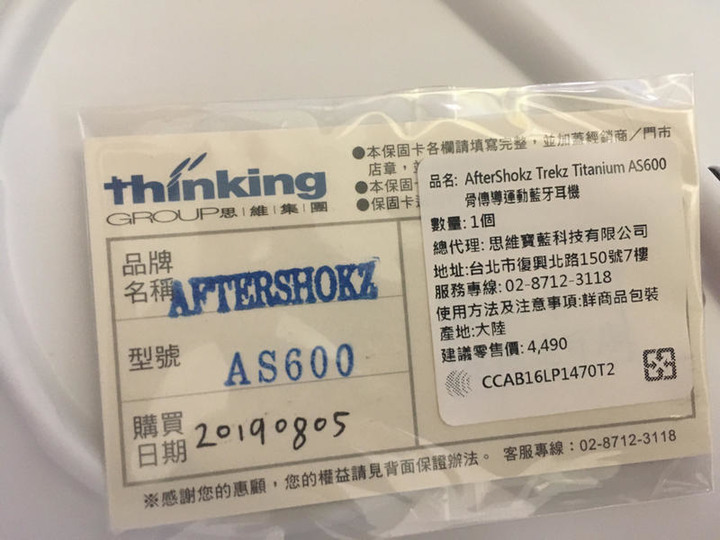 ●本保固卡各欄請填寫完整，並加蓋經銷商／門市
店章，
●本保固卡
●保固卡
thinking
GROUP思維集團
品牌
名稱 AFTERSHOKZ
型號 AS600
購買
日期 20190805
品名: AfterShokz Trekz Titanium AS600
骨傳導運動藍牙耳機
數量: 1個
總代理: 思維寶藍科技有限公司
地址:台北市復興北路150號7樓
服務專線: 02-8712-3118
使用方法及注意事項:詳商品包裝
產地:大陸
建議零售價: 4,490
CCAB16LP1470T2
客服專線：02-8712-3118
※感謝您的惠顧，您的權益請見背面保證辦法。